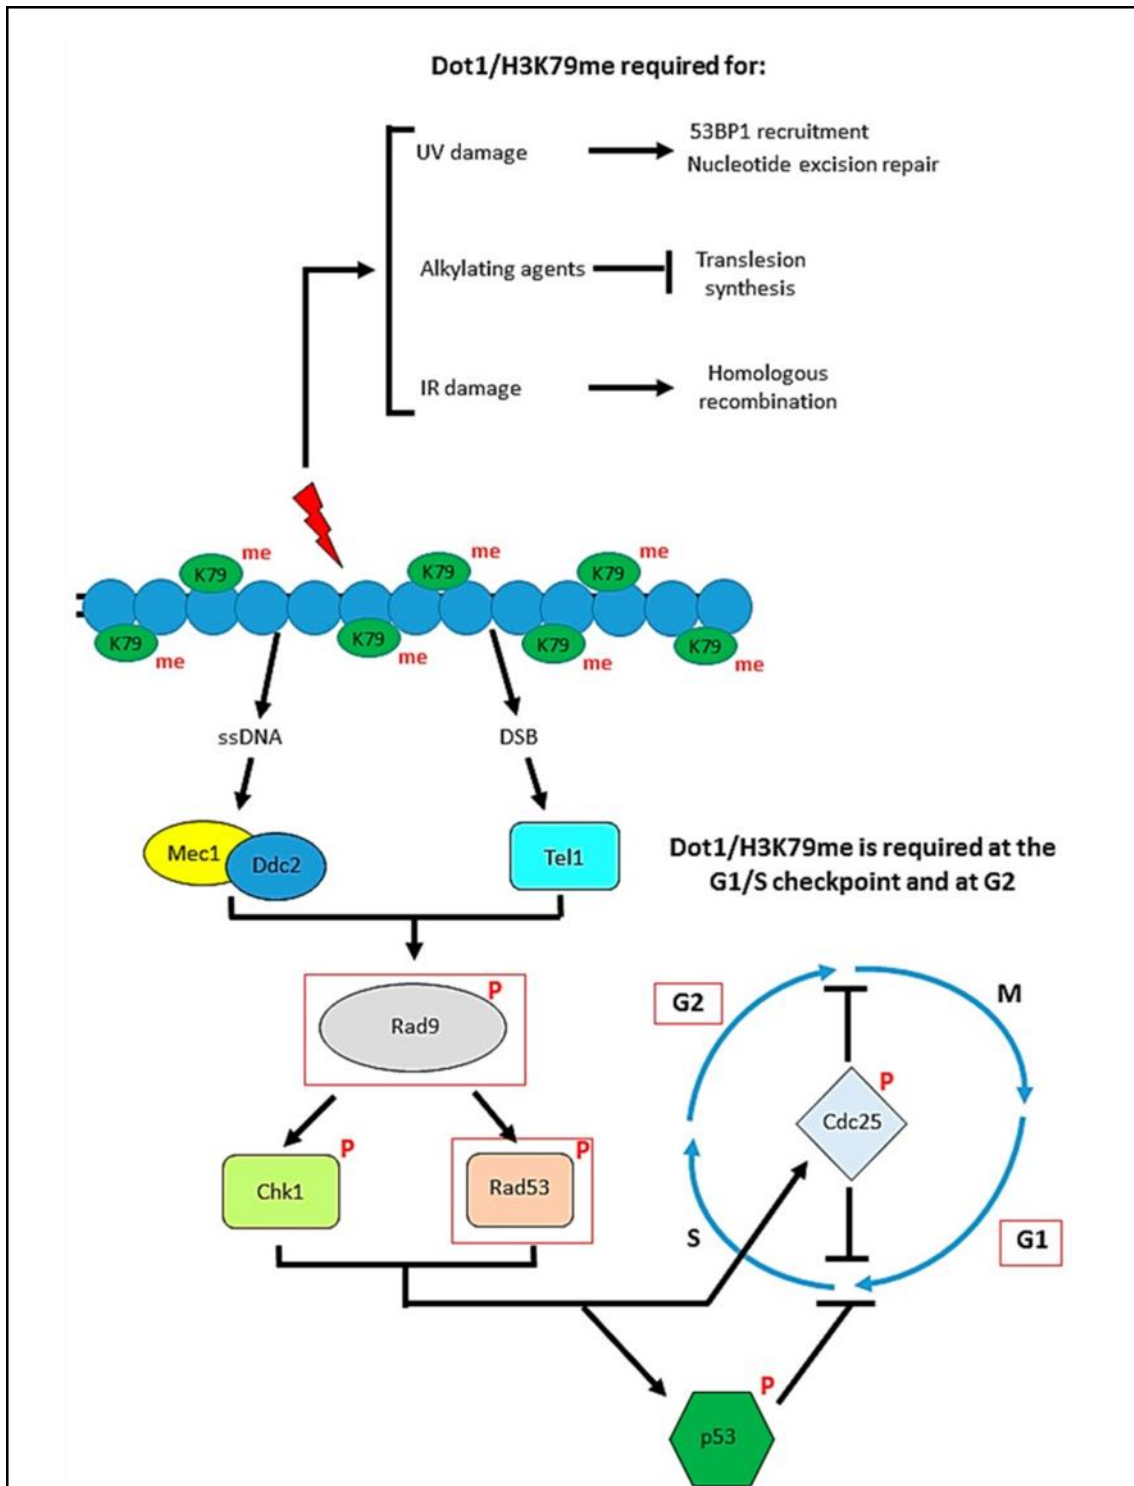 Dot1/H3K79me required for:
53BP1 recruitment
UV damage
Nucleotide excision repair
Alkylating agents
Translesion
synthesis
IR damage
Homologous
recombination
me
me
me
K79
K79
K79
K79
K79
K79
K79
me
me
me
me
ssDNA
DSB
Mec1
Ddc2
Tel1
Dot1/H3K79me is required at the
G1/S checkpoint and at G2
P
Rad9
G2
M
P
Cdc25
P
Chk1
P
Rad53
S
G1
P
p53